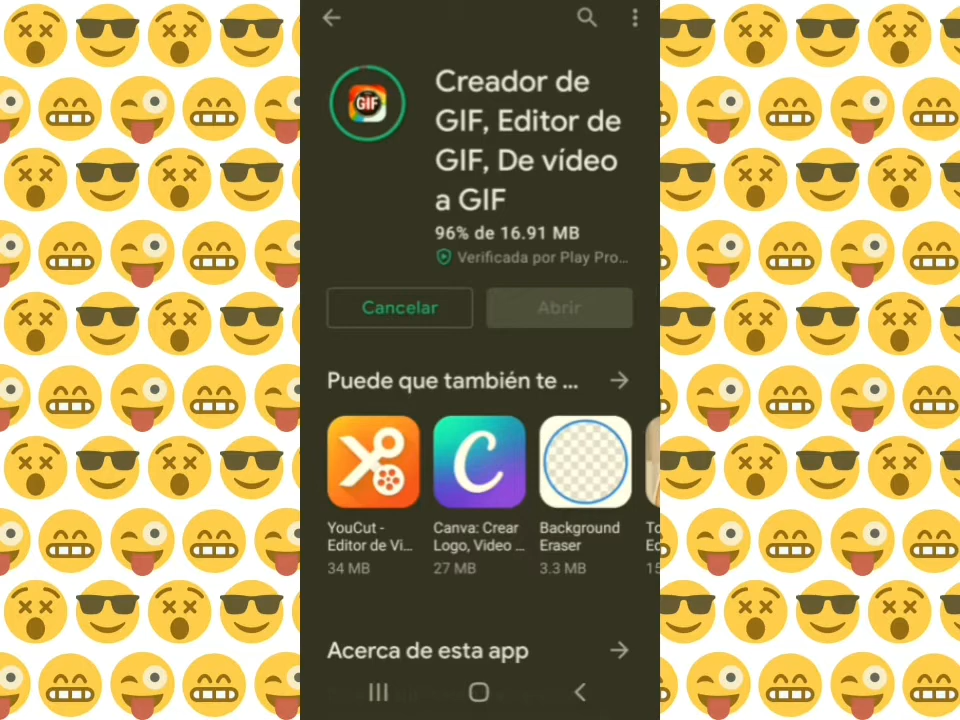 GIF
Creador de
GIF, Editor de
GIF, De vídeo
a GIF
96% de 16.91 MB
Verificada por Play Pro...
Cancelar
Abrir
Puede que también te ...
YouCut -
Editor de Vi...
34 MB
Canva: Crear
Logo, Video ...
27 MB
Background
Eraser
3.3 MB
Acerca de esta app